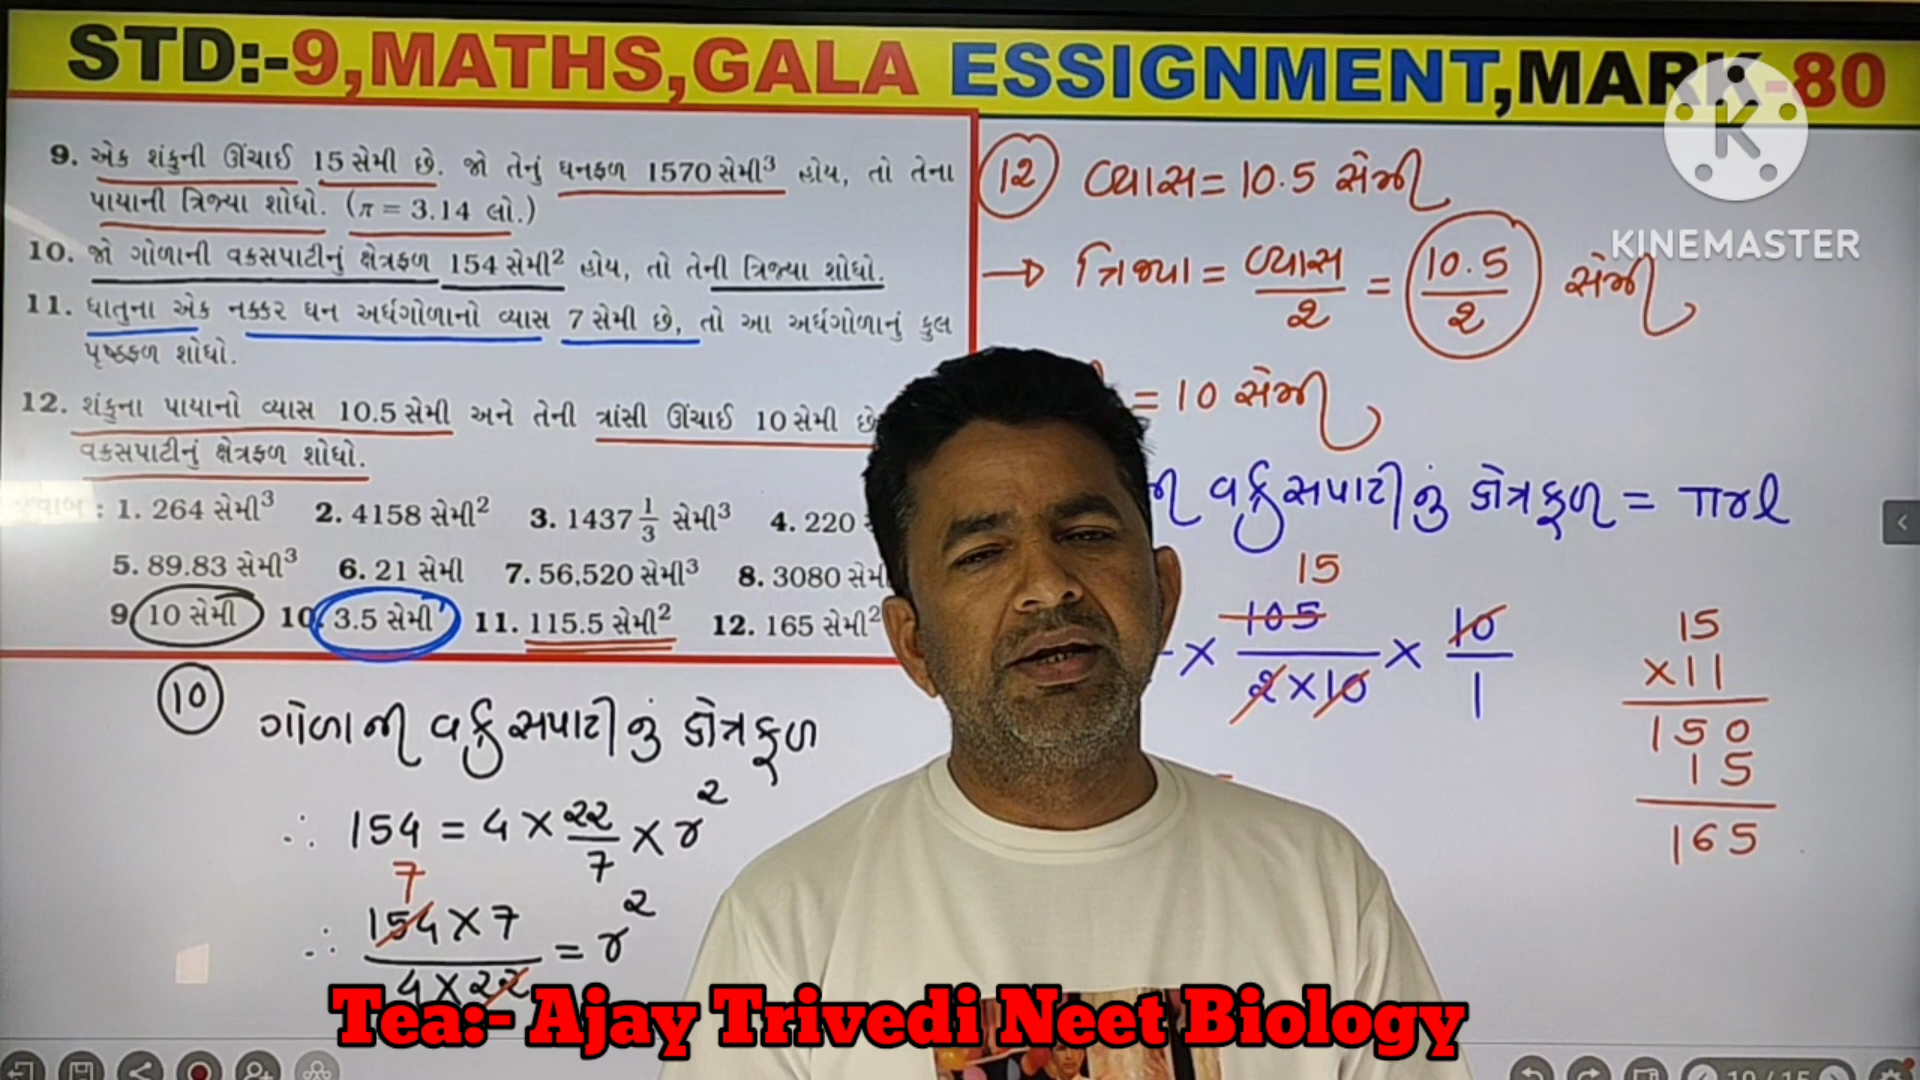 STD:-9,MATHS,GALA ESSIGNMENT,MARK-80
KINEMASTER
9. એક શંકુની ઊંચાઈ 15 સેમી છે. જો તેનું ઘનફળ 1570 સેમી³ હોય, તો તેના
પાયાની ત્રિજ્યા શોધો. (π = 3.14 લો.)
10. જો ગોળાની વક્રસપાટીનું ક્ષેત્રફળ 154 સેમી² હોય, તો તેની ત્રિજ્યા શોધો.
11. ધાતુના એક નક્કર ઘન અર્ધગોળાનો વ્યાસ 7 સેમી છે, તો આ અર્ધગોળાનું કુલ
પૃષ્ઠફળ શોધો.
12. શંકુના પાયાનો વ્યાસ 10.5 સેમી અને તેની ત્રાંસી ઊંચાઈ 10 સેમી
વક્રસપાટીનું ક્ષેત્રફળ શોધો.
: 1. 264 સેમી³ 2. 4158 સેમી² 3. 1437 1/3 સેમી³ 4. 220
5. 89.83 સેમી³ 6. 21 સેમી 7. 56,520 સેમી³ 8. 3080 સેમી
9. 10 સેમી 10. 3.5 સેમી 11. 115.5 સેમી² 12. 165 સેમી²
10 ગોળાની વક્રસપાટીનું ક્ષેત્રફળ
∴ 154 = 4 × 22/7 × r²
7
∴ 154 × 7 / 4 × 22 = r²
12 વ્યાસ = 10.5 સેમી
→ ત્રિજ્યા = વ્યાસ/2 = 10.5/2 સેમી
= 10 સેમી
ની વક્રસપાટીનું ક્ષેત્રફળ = πrl
15
× 105/2×10 × 10/1
15
×11
150
15
165
Tea:- Ajay Trivedi Neet Biology
10 / 15